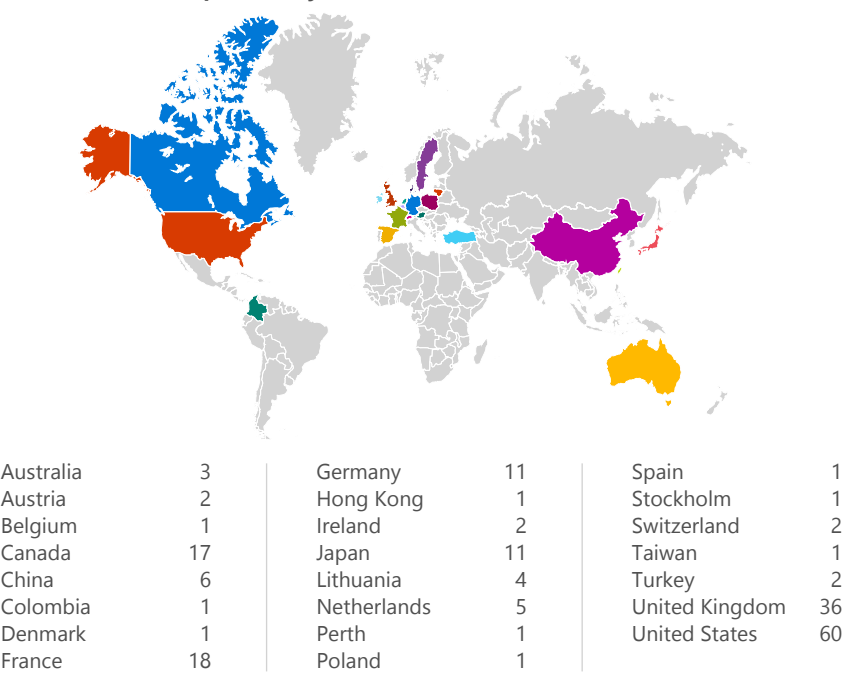 Australia 3
Austria 2
Belgium 1
Canada 17
China 6
Colombia 1
Denmark 1
France 18
Germany 11
Hong Kong 1
Ireland 2
Japan 11
Lithuania 4
Netherlands 5
Perth 1
Poland 1
Spain 1
Stockholm 1
Switzerland 2
Taiwan 1
Turkey 2
United Kingdom 36
United States 60